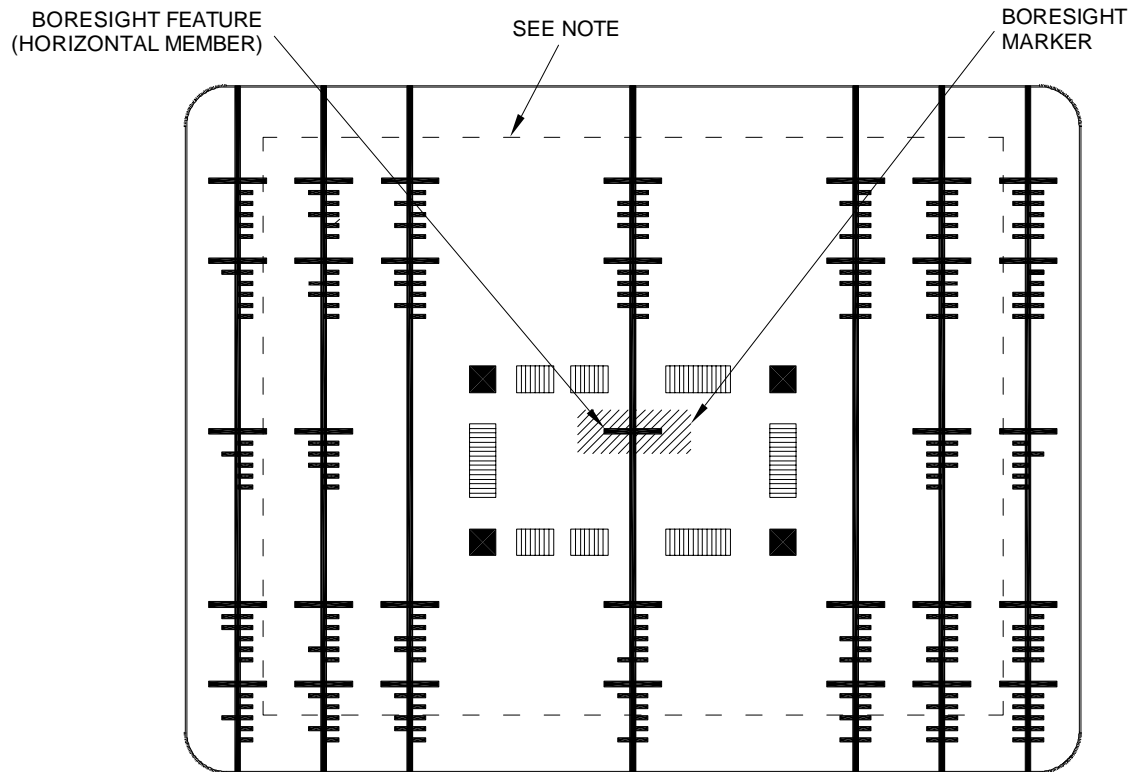 BORESIGHT FEATURE
(HORIZONTAL MEMBER)
SEE NOTE
BORESIGHT
MARKER